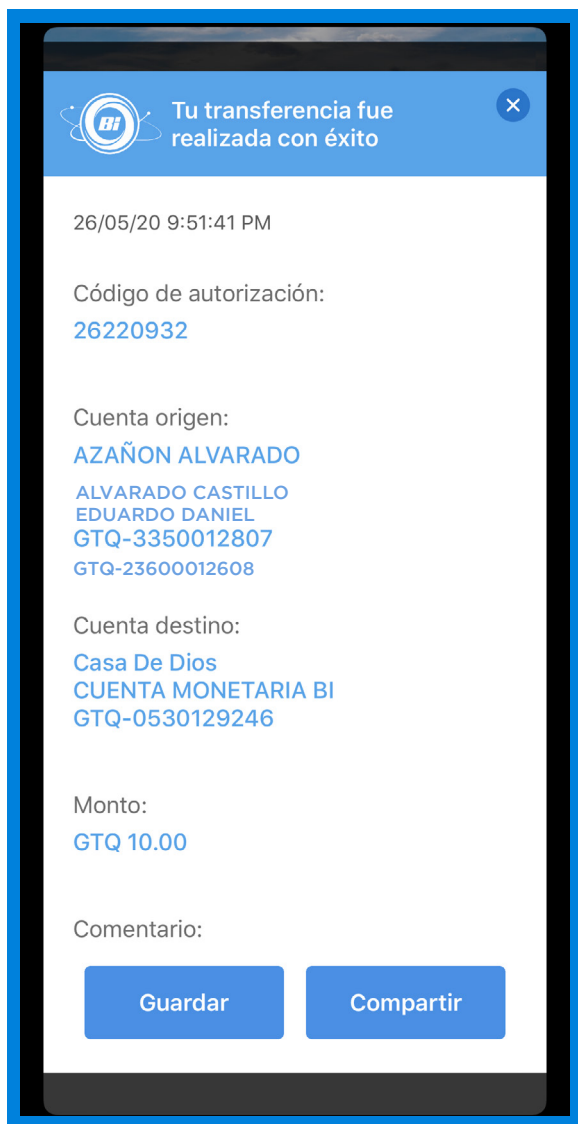 Bi
Tu transferencia fue
realizada con éxito
26/05/20 9:51:41 PM
Código de autorización:
26220932
Cuenta origen:
AZAÑON ALVARADO
ALVARADO CASTILLO
EDUARDO DANIEL
GTQ-3350012807
GTQ-23600012608
Cuenta destino:
Casa De Dios
CUENTA MONETARIA BI
GTQ-0530129246
Monto:
GTQ 10.00
Comentario:
Guardar
Compartir